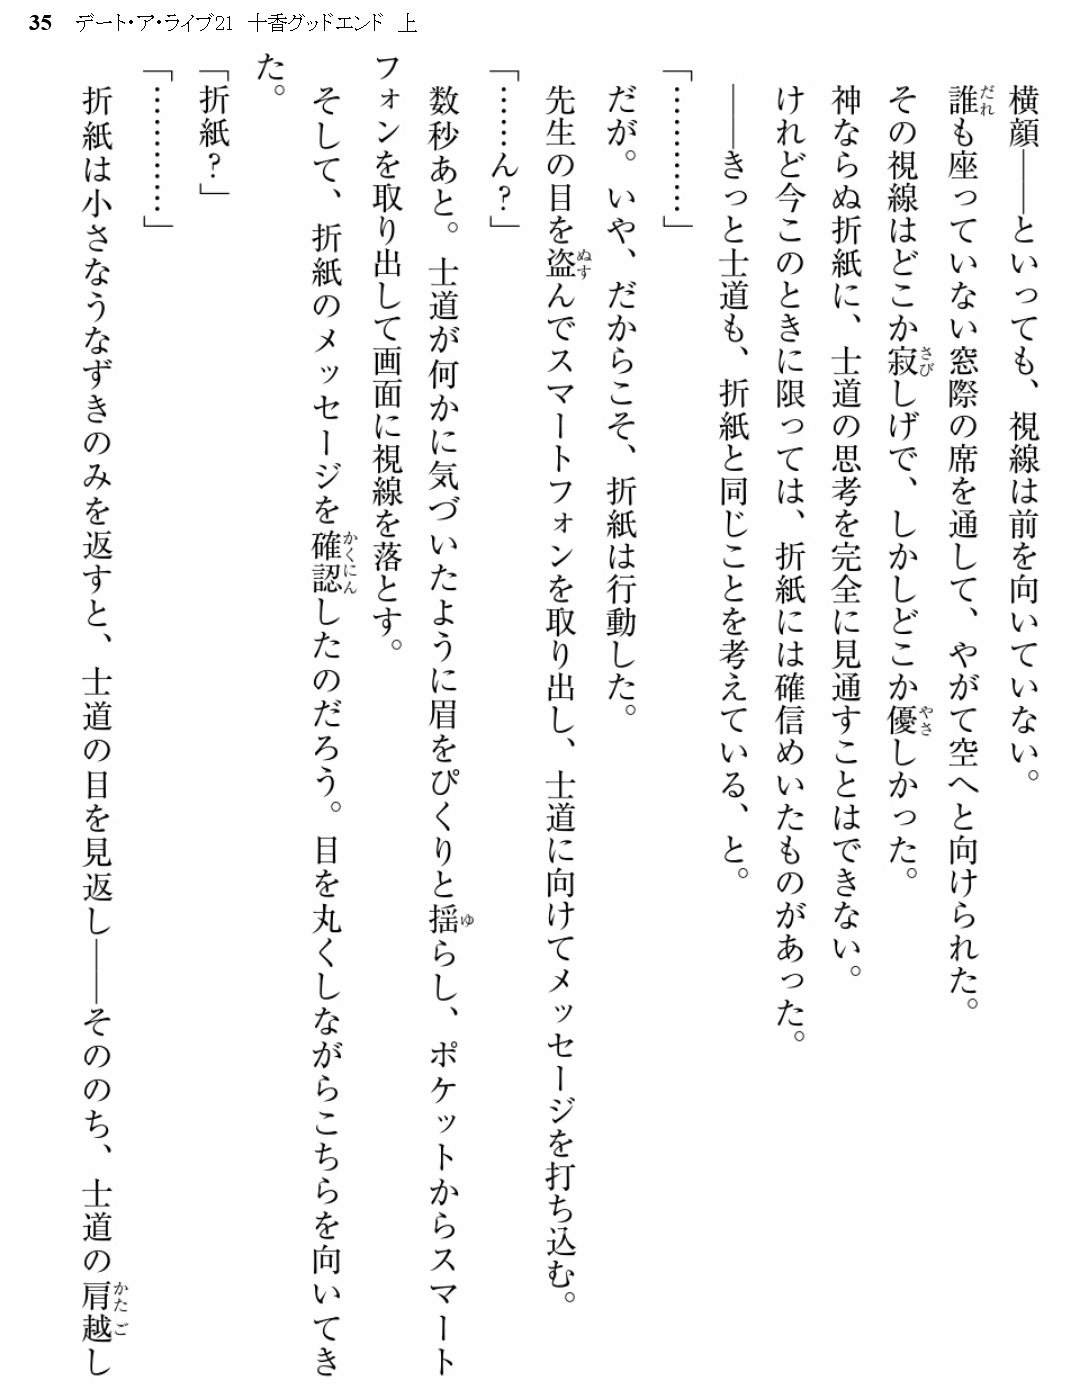 35 デート・ア・ライブ21 十香グッドエンド 上
横顔――といっても、視線は前を向いていない。
誰も座っていない窓際の席を通して、やがて空へと向けられた。
その視線はどこか寂しげで、しかしどこか優しかった。
神ならぬ折紙に、士道の思考を完全に見通すことはできない。
けれど今このときに限っては、折紙には確信めいたものがあった。
――きっと士道も、折紙と同じことを考えている、と。
「…………」
だが。いや、だからこそ、折紙は行動した。
先生の目を盗んでスマートフォンを取り出し、士道に向けてメッセージを打ち込む。
「……ん？」
数秒あと。士道が何かに気づいたように眉をぴくりと揺らし、ポケットからスマート
フォンを取り出して画面に視線を落とす。
そして、折紙のメッセージを確認したのだろう。目を丸くしながらこちらを向いてき
た。
「折紙？」
「…………」
折紙は小さなうなずきのみを返すと、士道の目を見返し――そののち、士道の肩越し